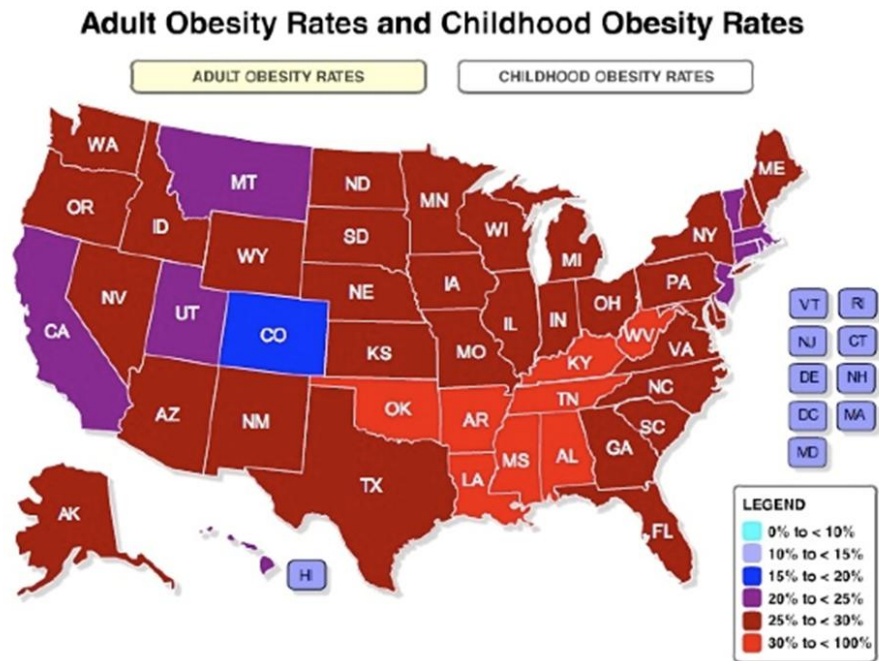 Adult Obesity Rates and Childhood Obesity Rates
ADULT OBESITY RATES
CHILDHOOD OBESITY RATES
WA
OR
CA
NV
ID
MT
WY
UT
CO
AZ
NM
ND
SD
NE
KS
OK
TX
MN
IA
MO
AR
LA
WI
IL
MI
IN
OH
KY
TN
MS
AL
GA
FL
SC
NC
VA
WV
PA
NY
ME
AK
HI
VT RI
NJ CT
DE NH
DC MA
MD
LEGEND
0% to < 10%
10% to < 15%
15% to < 20%
20% to < 25%
25% to < 30%
30% to < 100%